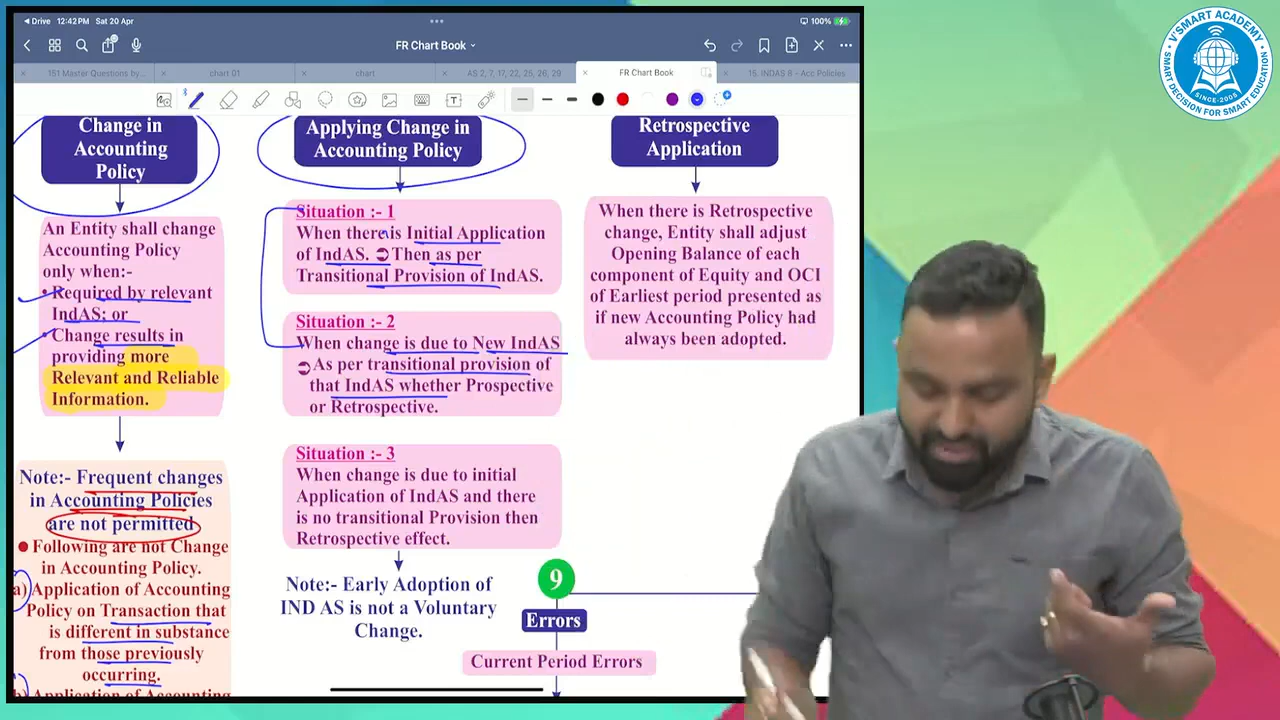 Drive 12:42 PM Sat 20 Apr
100%
FR Chart Book
151 Master Questions by...
chart 01
chart
AS 2, 7, 17, 22, 25, 26, 29
FR Chart Book
15. INDAS 8 - Acc Policies
Change in
Accounting
Policy
An Entity shall change
Accounting Policy
only when:-
• Required by relevant
IndAS; or
• Change results in
providing more
Relevant and Reliable
Information.
Note:- Frequent changes
in Accounting Policies
are not permitted
● Following are not Change
in Accounting Policy.
a) Application of Accounting
Policy on Transaction that
is different in substance
from those previously
occurring.
b) Application of Accounting
Applying Change in
Accounting Policy
Situation :- 1
When there is Initial Application
of IndAS. ➲ Then as per
Transitional Provision of IndAS.
Situation :- 2
When change is due to New IndAS
➲ As per transitional provision of
that IndAS whether Prospective
or Retrospective.
Situation :- 3
When change is due to initial
Application of IndAS and there
is no transitional Provision then
Retrospective effect.
Note:- Early Adoption of
IND AS is not a Voluntary
Change.
Retrospective
Application
When there is Retrospective
change, Entity shall adjust
Opening Balance of each
component of Equity and OCI
of Earliest period presented as
if new Accounting Policy had
always been adopted.
9
Errors
Current Period Errors
V'SMART ACADEMY
SINCE-2005
SMART DECISION FOR SMART EDUCATION